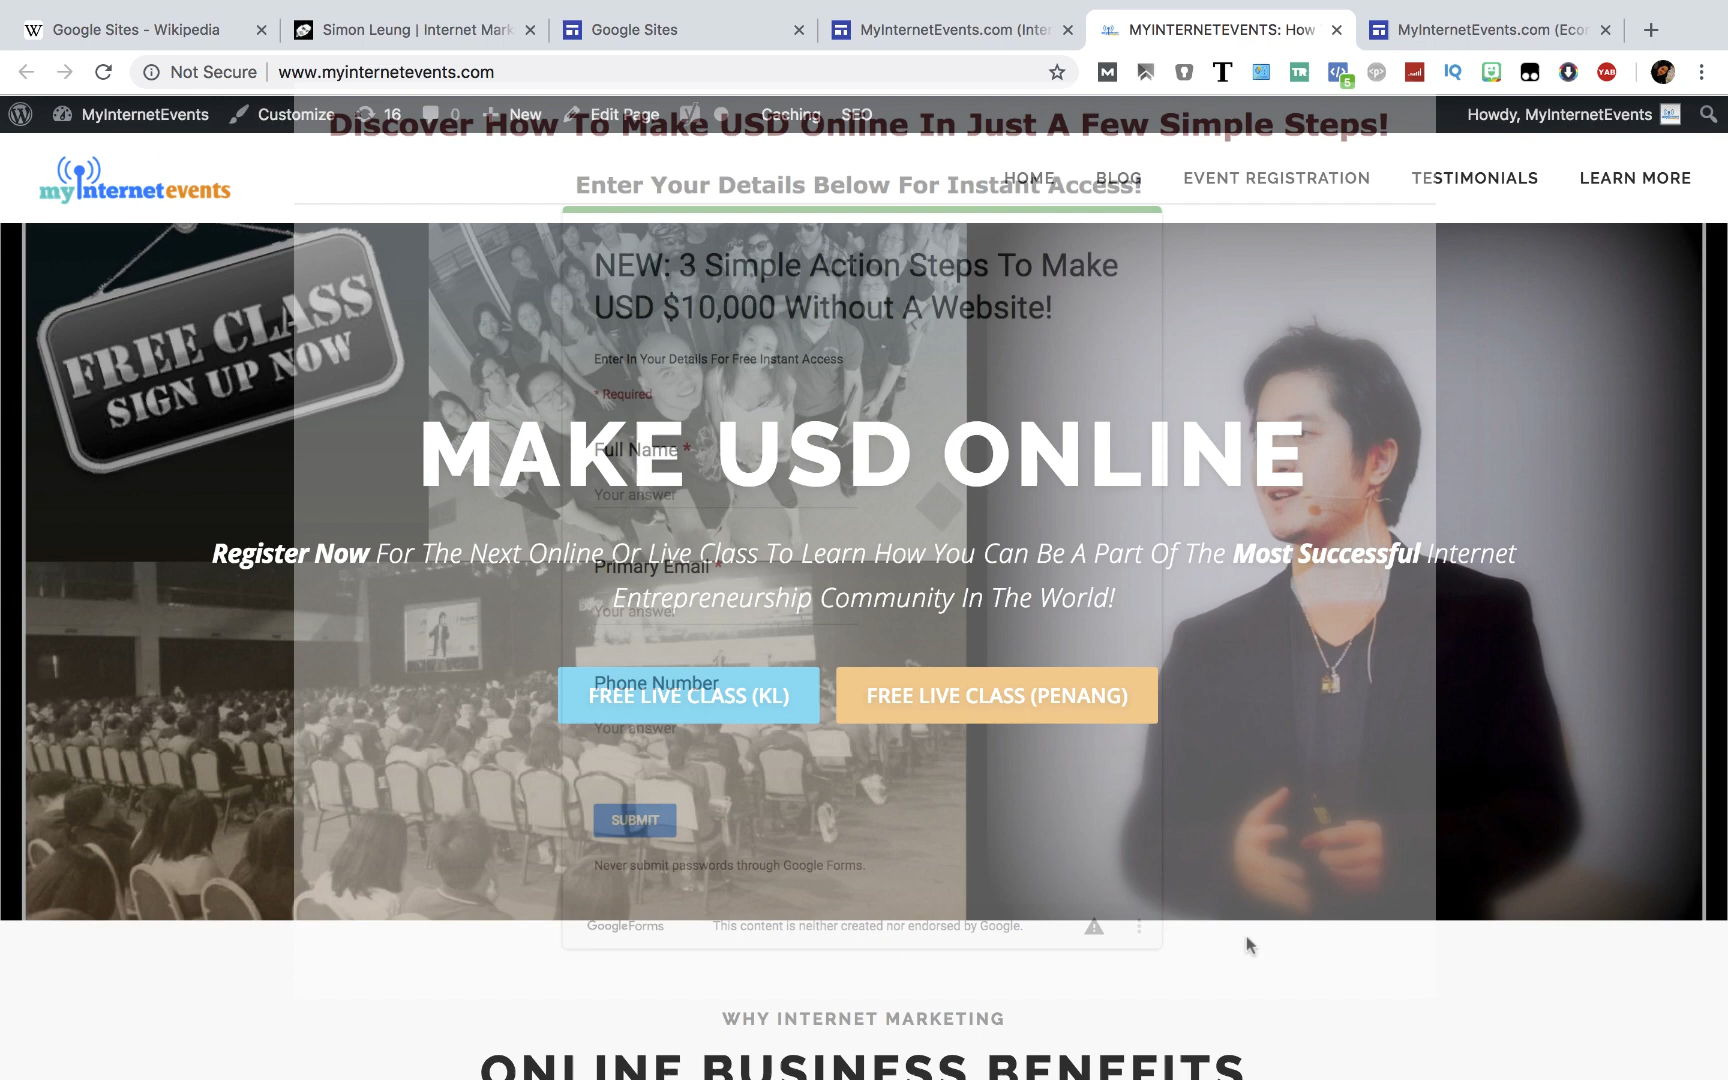 Google Sites - Wikipedia
Simon Leung | Internet Mark
Google Sites
MyInternetEvents.com (Inter
MYINTERNETEVENTS: How
MyInternetEvents.com (Ecor
Not Secure | www.myinternetevents.com
MyInternetEvents Customize 16 0 New Edit Page Caching SEO Howdy, MyInternetEvents
Discover How To Make USD Online In Just A Few Simple Steps!
myInternetevents
HOME BLOG EVENT REGISTRATION TESTIMONIALS LEARN MORE
Enter Your Details Below For Instant Access!
FREE CLASS
SIGN UP NOW
NEW: 3 Simple Action Steps To Make
USD $10,000 Without A Website!
Enter In Your Details For Free Instant Access
* Required
Full Name *
MAKE USD ONLINE
Your answer
Register Now For The Next Online Or Live Class To Learn How You Can Be A Part Of The Most Successful Internet
Primary Email *
Entrepreneurship Community In The World!
Your answer
Phone Number
FREE LIVE CLASS (KL)
FREE LIVE CLASS (PENANG)
Your answer
SUBMIT
Never submit passwords through Google Forms.
GoogleForms This content is neither created nor endorsed by Google.
WHY INTERNET MARKETING
ONLINE BUSINESS BENEFITS